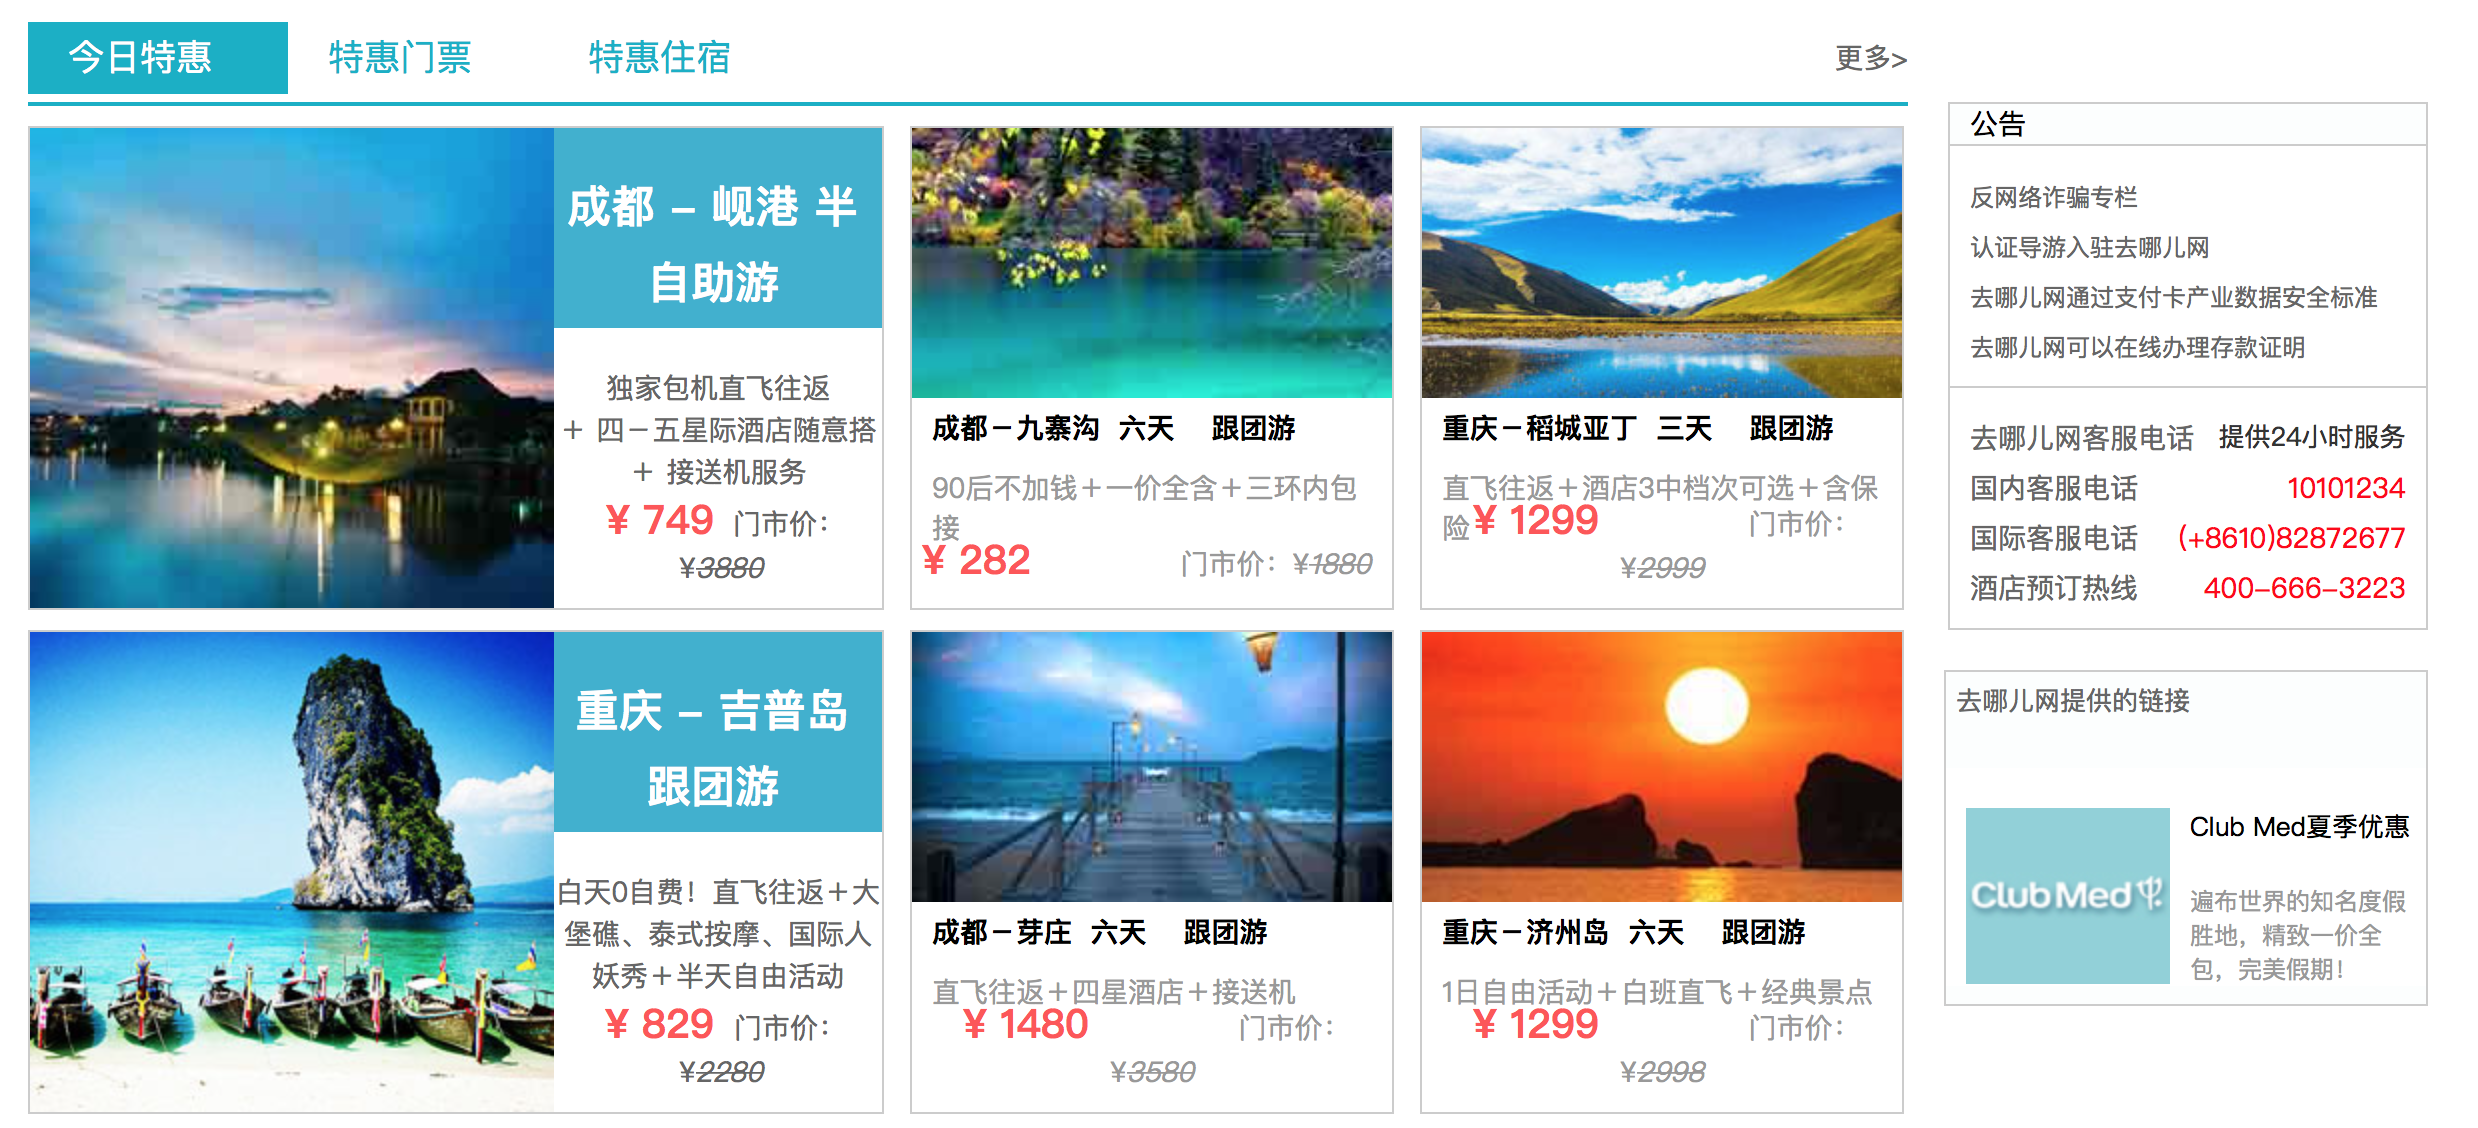 今日特惠
特惠门票
特惠住宿
更多>
成都 – 岘港 半
自助游
独家包机直飞往返
＋ 四－五星际酒店随意搭
＋ 接送机服务
¥ 749 门市价：
¥3880
成都－九寨沟 六天 跟团游
90后不加钱＋一价全含＋三环内包
接
¥ 282 门市价：¥1880
重庆－稻城亚丁 三天 跟团游
直飞往返＋酒店3中档次可选＋含保
险 ¥ 1299 门市价：
¥2999
重庆 – 吉普岛
跟团游
白天0自费！直飞往返＋大
堡礁、泰式按摩、国际人
妖秀＋半天自由活动
¥ 829 门市价：
¥2280
成都－芽庄 六天 跟团游
直飞往返＋四星酒店＋接送机
¥ 1480 门市价：
¥3580
重庆－济州岛 六天 跟团游
1日自由活动＋白班直飞＋经典景点
¥ 1299 门市价：
¥2998
公告
反网络诈骗专栏
认证导游入驻去哪儿网
去哪儿网通过支付卡产业数据安全标准
去哪儿网可以在线办理存款证明
去哪儿网客服电话 提供24小时服务
国内客服电话 10101234
国际客服电话 (+8610)82872677
酒店预订热线 400-666-3223
去哪儿网提供的链接
Club Med
Club Med夏季优惠
遍布世界的知名度假
胜地，精致一价全
包，完美假期！